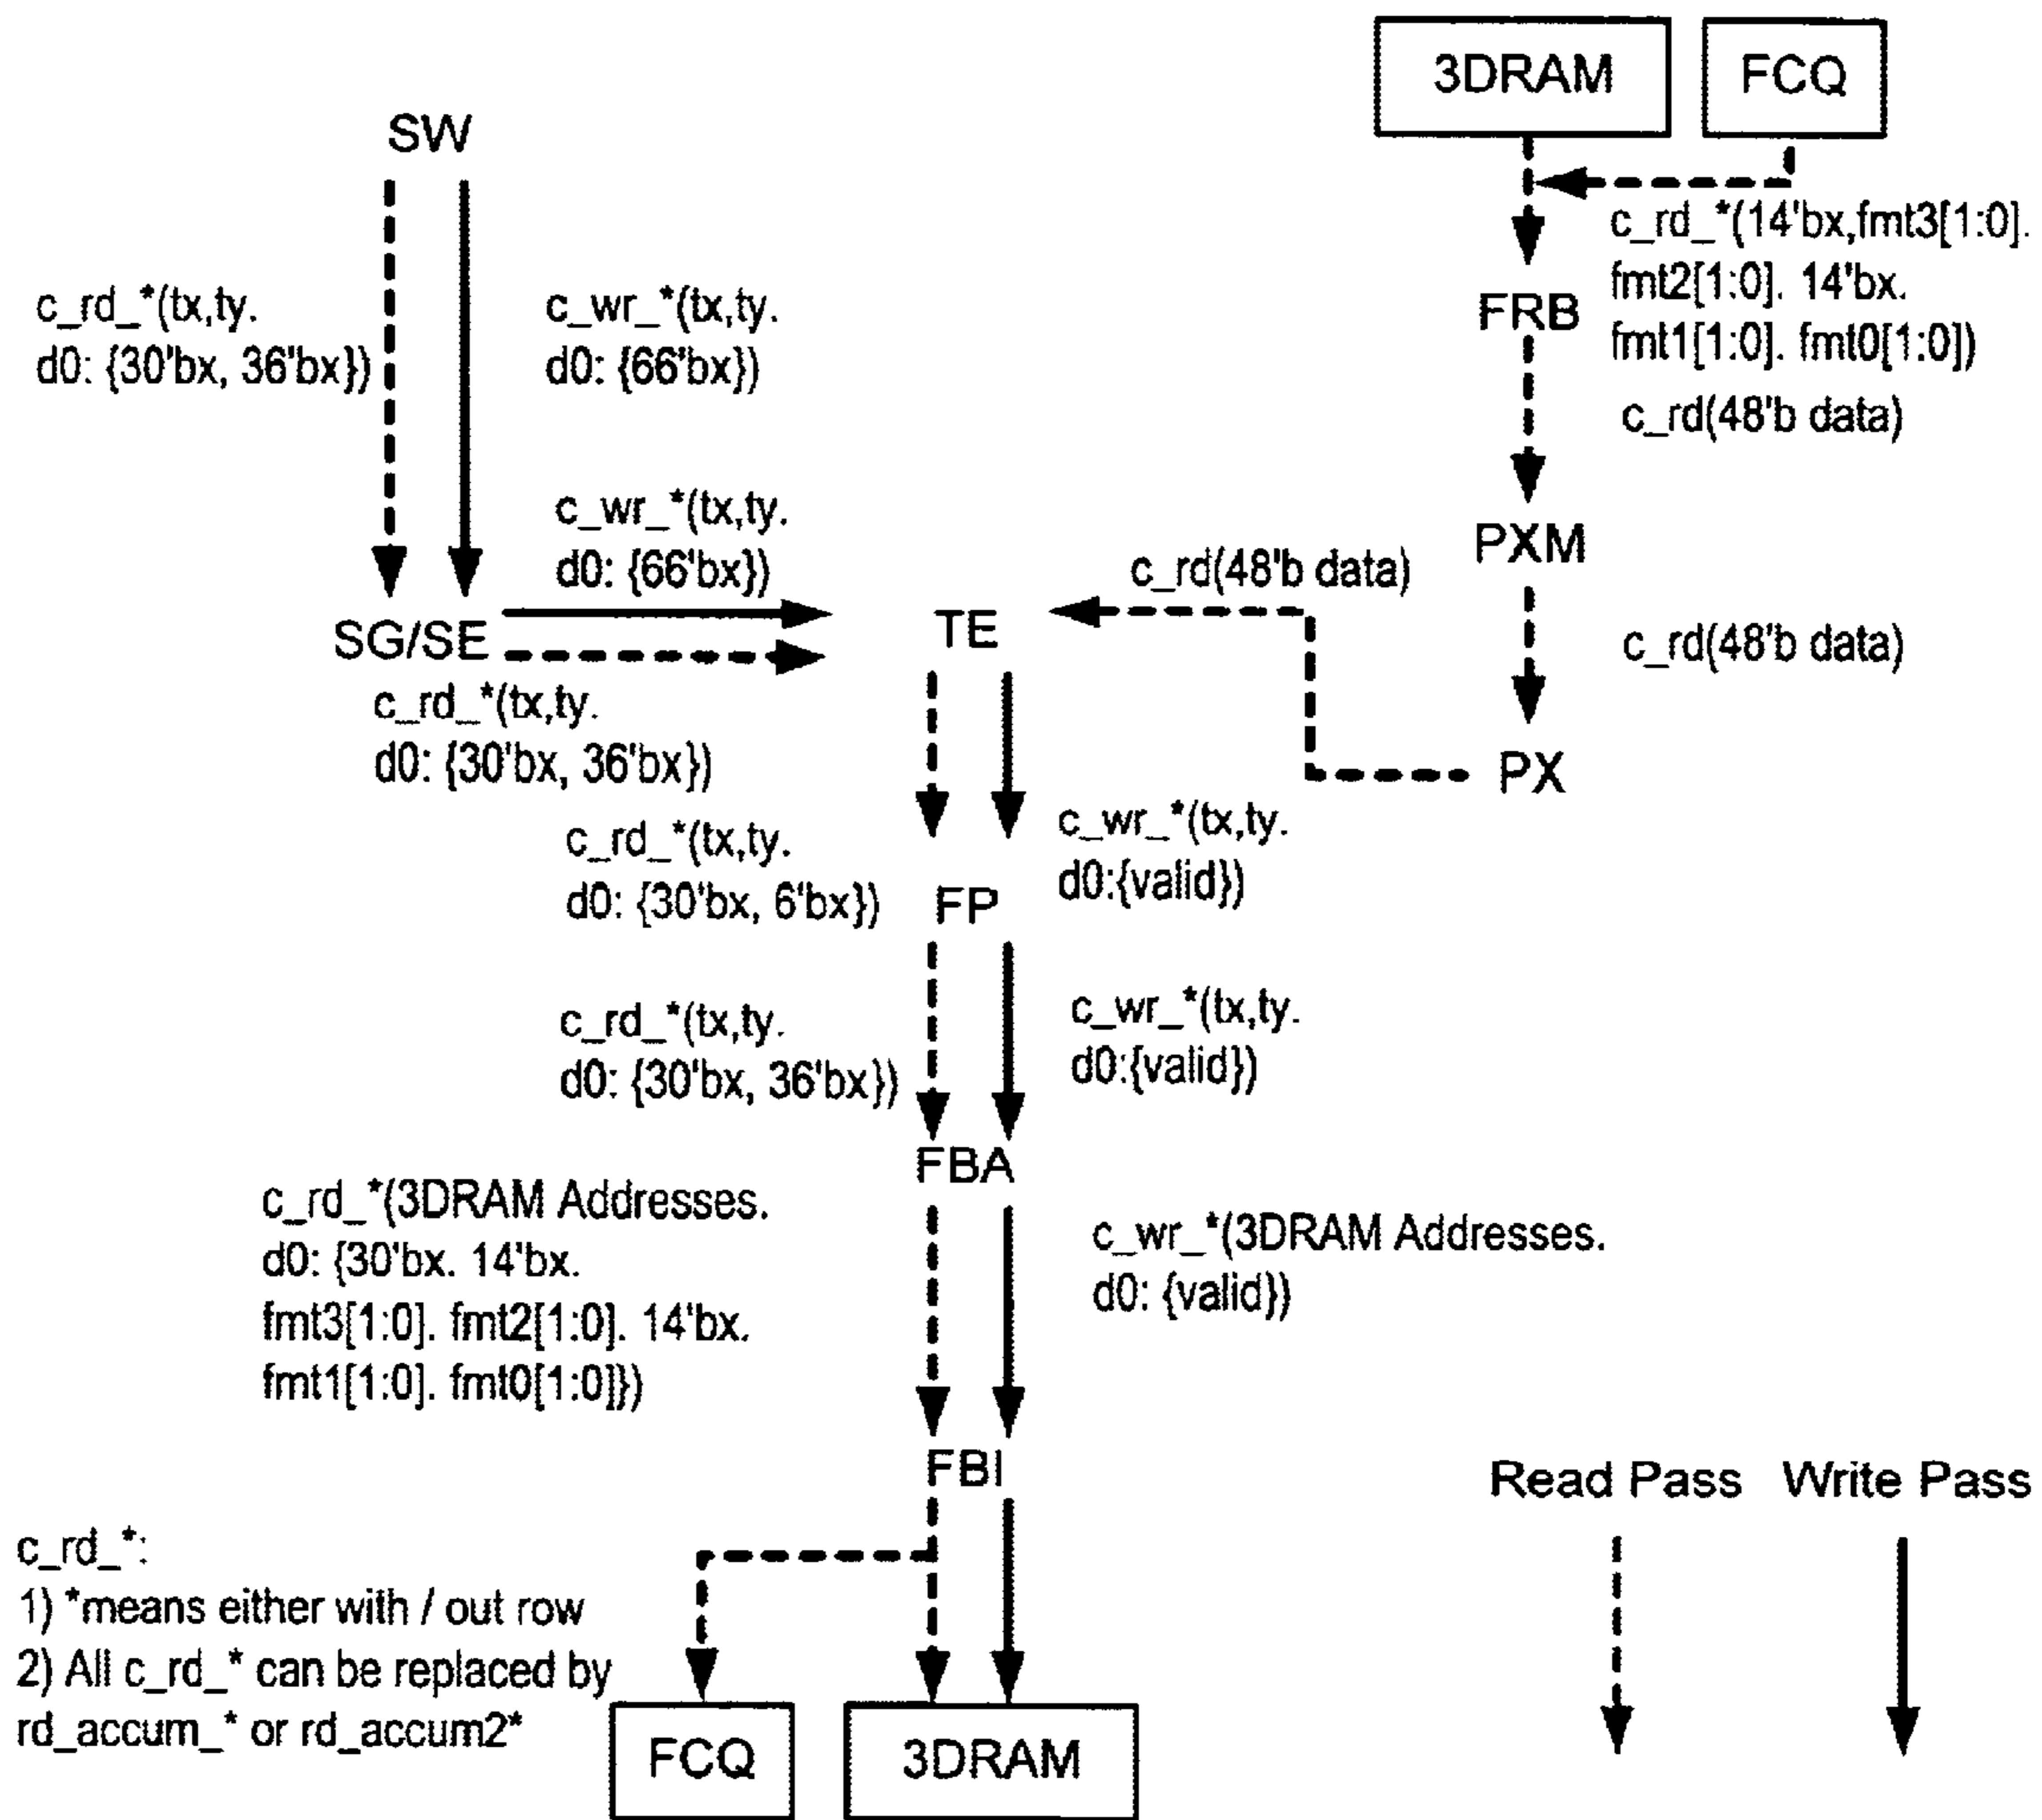 3DRAM
FCQ
SW
c_rd_*(14'bx,fmt3[1:0].
fmt2[1:0]. 14'bx.
fmt1[1:0]. fmt0[1:0])
FRB
c_rd_*(tx,ty.
d0: {30'bx, 36'bx})
c_wr_*(tx,ty.
d0: {66'bx})
c_rd(48'b data)
c_wr_*(tx,ty.
d0: {66'bx})
PXM
c_rd(48'b data)
SG/SE
TE
c_rd(48'b data)
c_rd_*(tx,ty.
d0: {30'bx, 36'bx})
PX
c_rd_*(tx,ty.
d0: {30'bx, 6'bx})
FP
c_wr_*(tx,ty.
d0:{valid})
c_rd_*(tx,ty.
d0: {30'bx, 36'bx})
c_wr_*(tx,ty.
d0:{valid})
FBA
c_rd_*(3DRAM Addresses.
d0: {30'bx. 14'bx.
fmt3[1:0]. fmt2[1:0]. 14'bx.
fmt1[1:0]. fmt0[1:0]})
c_wr_*(3DRAM Addresses.
d0: {valid})
FBI
Read Pass
Write Pass
c_rd_*:
1) *means either with / out row
2) All c_rd_* can be replaced by
rd_accum_* or rd_accum2*
FCQ
3DRAM